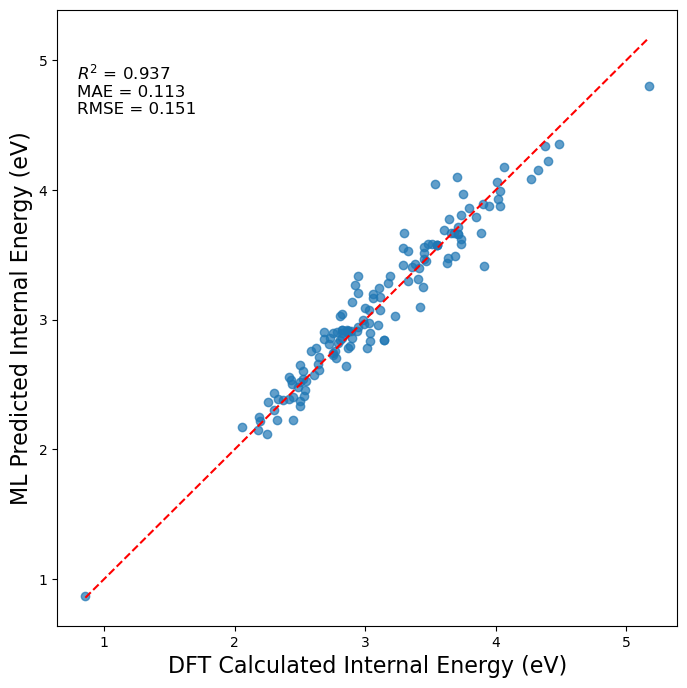 R² = 0.937
MAE = 0.113
RMSE = 0.151
5
4
3
2
1
ML Predicted Internal Energy (eV)
1 2 3 4 5
DFT Calculated Internal Energy (eV)